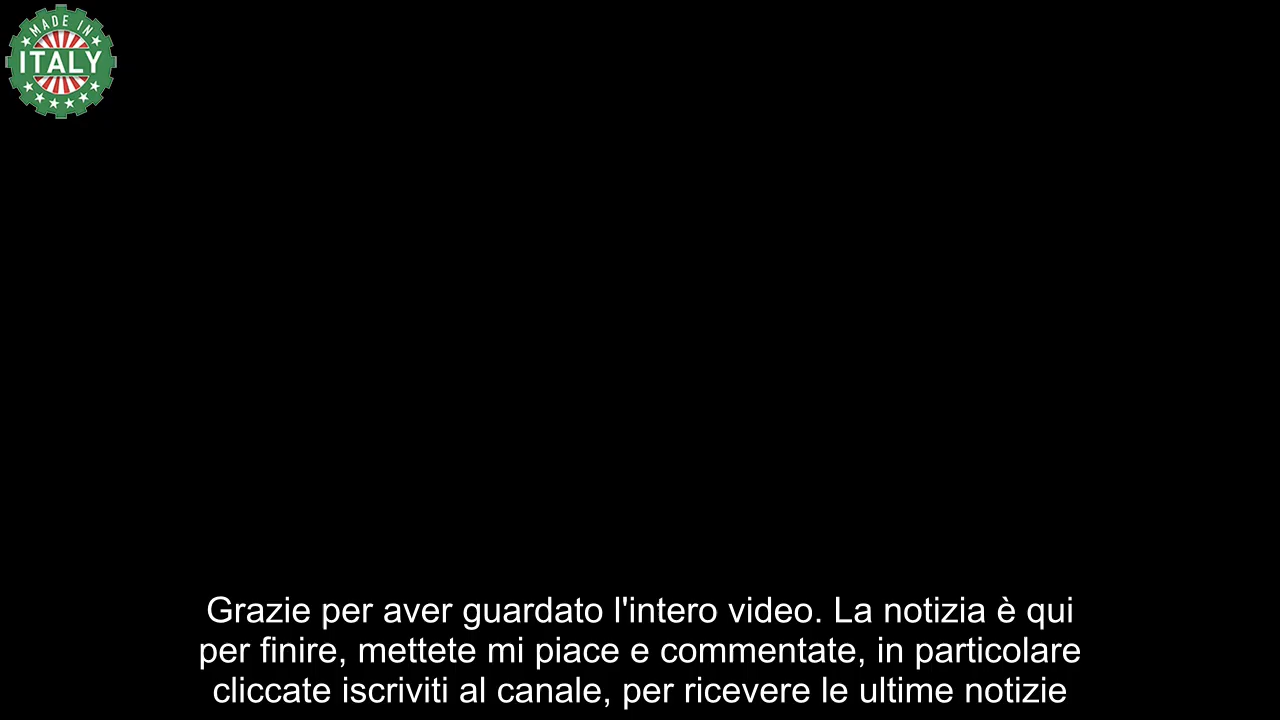 MADE IN
ITALY
Grazie per aver guardato l'intero video. La notizia è qui
per finire, mettete mi piace e commentate, in particolare
cliccate iscriviti al canale, per ricevere le ultime notizie